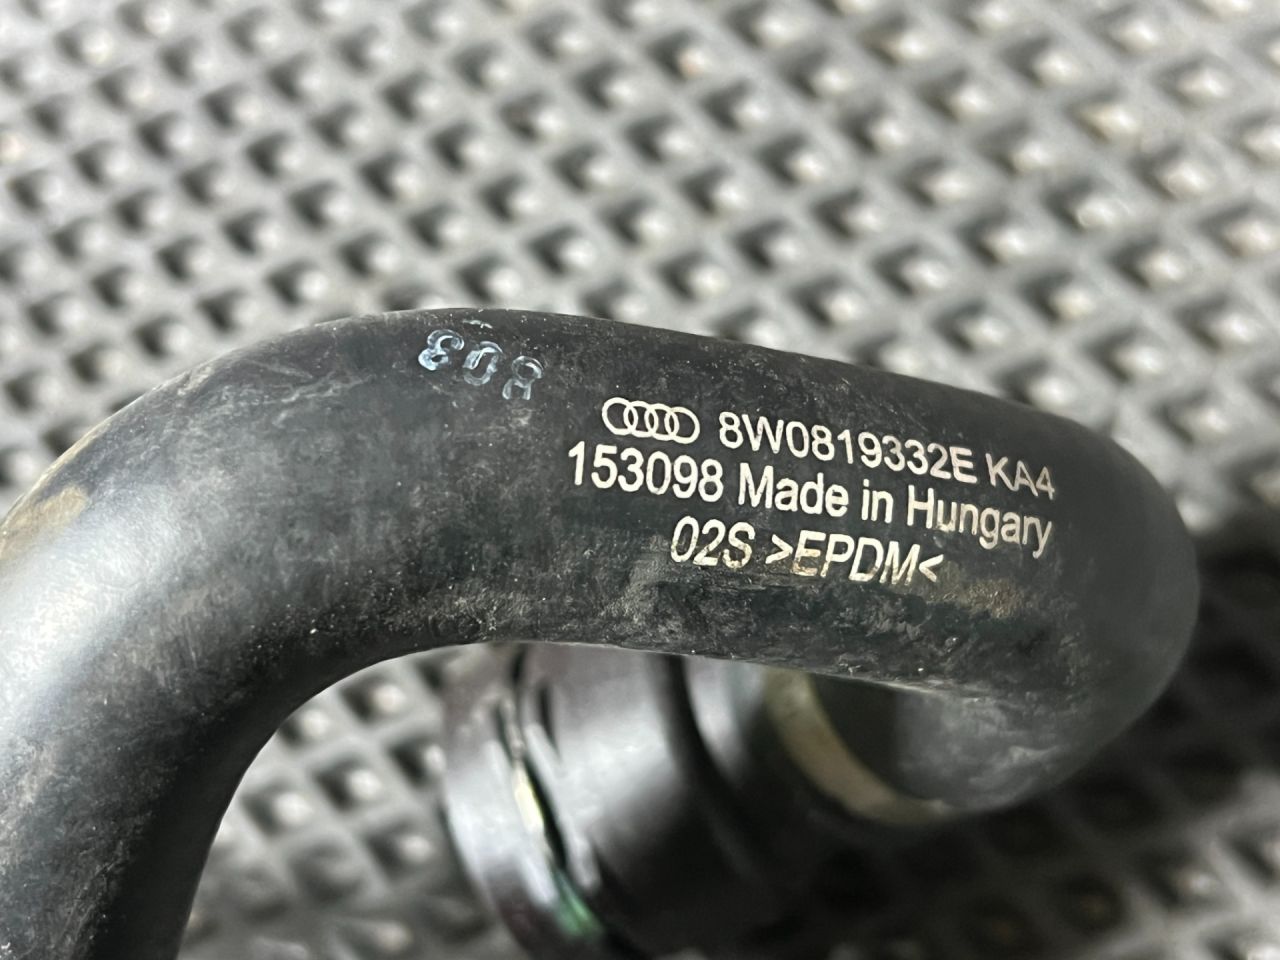 808
8W0819332E KA4
153098 Made in Hungary
02S >EPDM<